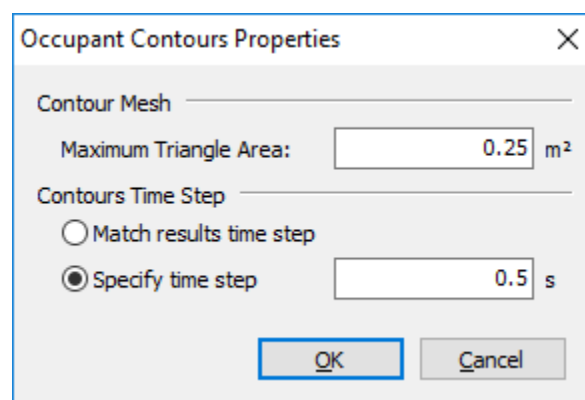 Occupant Contours Properties
Contour Mesh
Maximum Triangle Area: 0.25 m²
Contours Time Step
Match results time step
Specify time step 0.5 s
OK Cancel